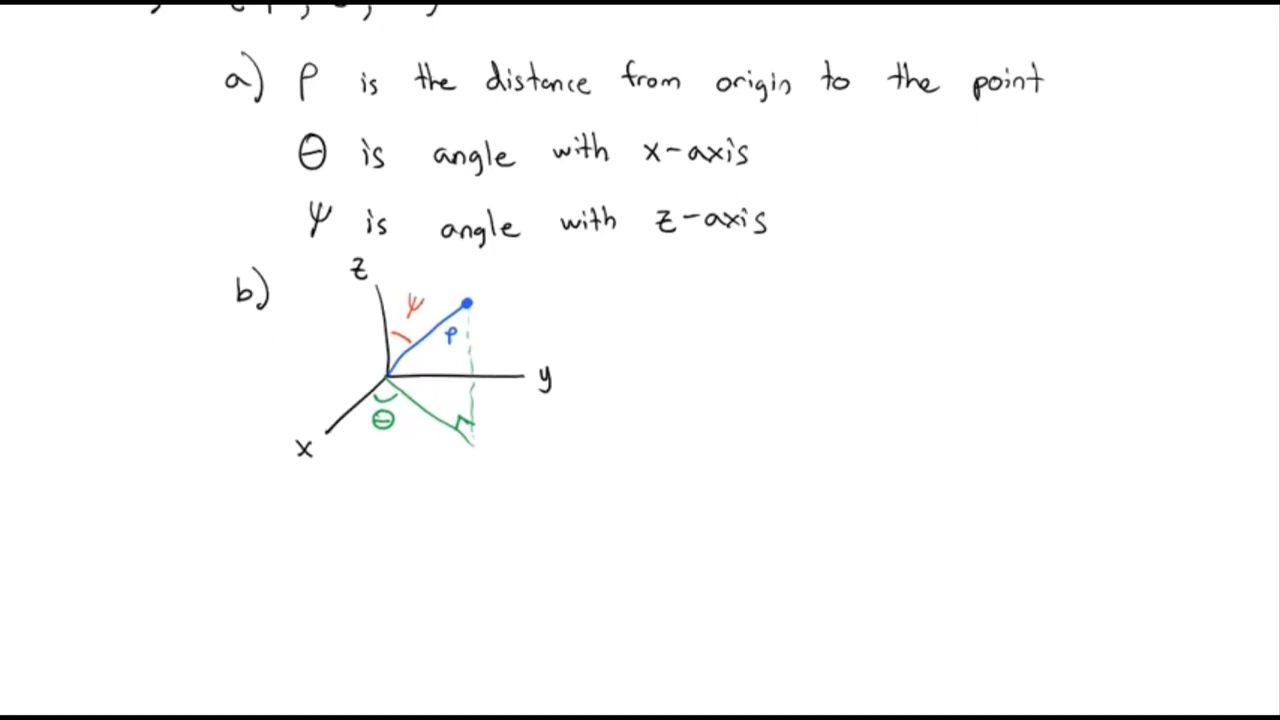 a) ρ is the distance from origin to the point
θ is angle with x-axis
ψ is angle with z-axis
b)
z
ψ
ρ
y
θ
x